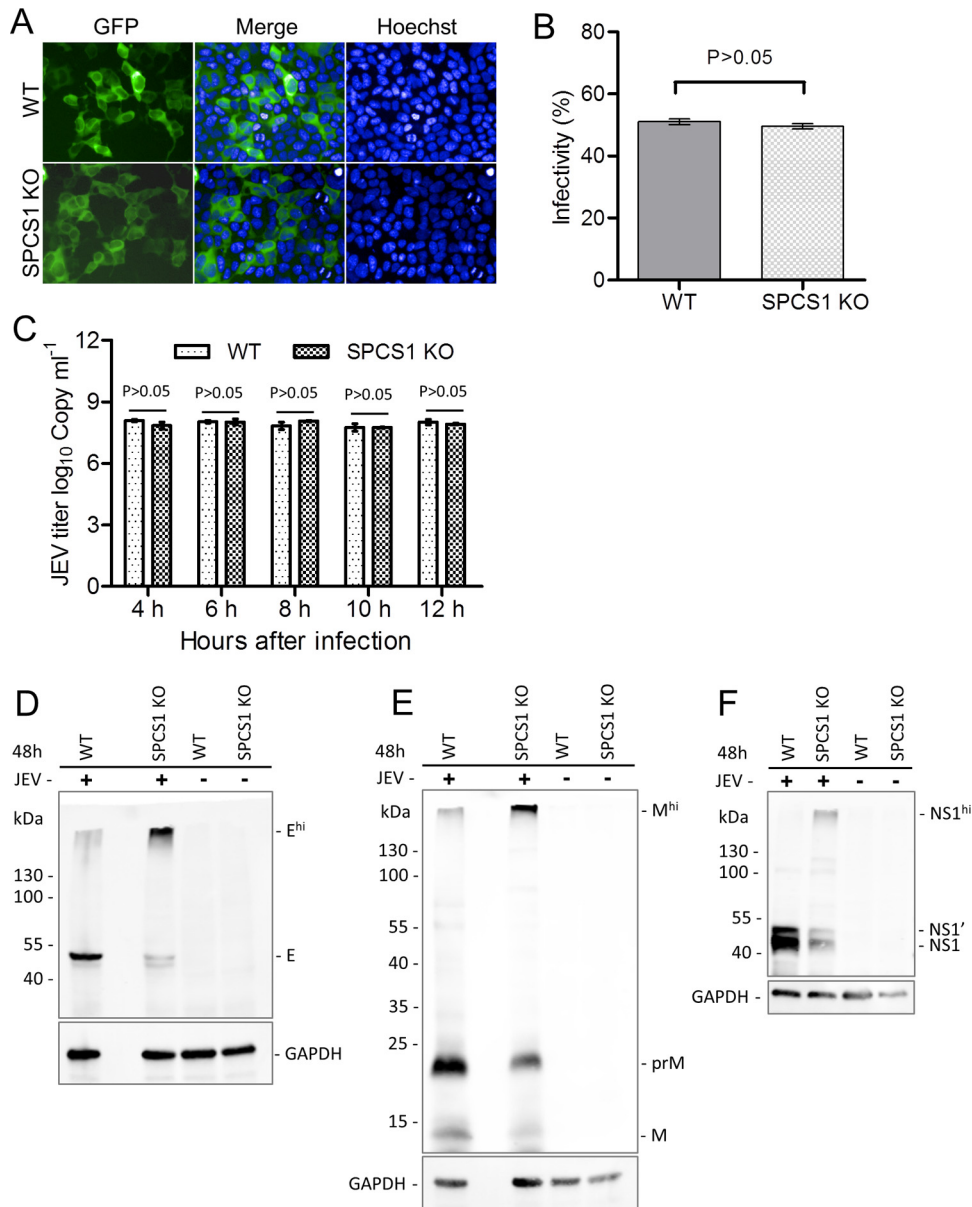 A
GFP Merge Hoechst
WT
SPCS1 KO
B
80
60
40
20
0
Infectivity (%)
P>0.05
WT SPCS1 KO
C
12
9
6
3
0
JEV titer log10 Copy ml-1
WT SPCS1 KO
P>0.05 P>0.05 P>0.05 P>0.05 P>0.05
4 h 6 h 8 h 10 h 12 h
Hours after infection
D
WT SPCS1 KO WT SPCS1 KO
48h
JEV - + + - -
kDa
130 -
100 -
55 -
40 -
- Ehi
- E
- GAPDH
E
WT SPCS1 KO WT SPCS1 KO
48h
JEV - + + - -
kDa
130 -
100 -
55 -
40 -
35 -
25 -
15 -
- Mhi
- prM
- M
GAPDH -
F
WT SPCS1 KO WT SPCS1 KO
48h
JEV - + + - -
kDa
130 -
100 -
55 -
40 -
- NS1hi
- NS1’
- NS1
GAPDH -